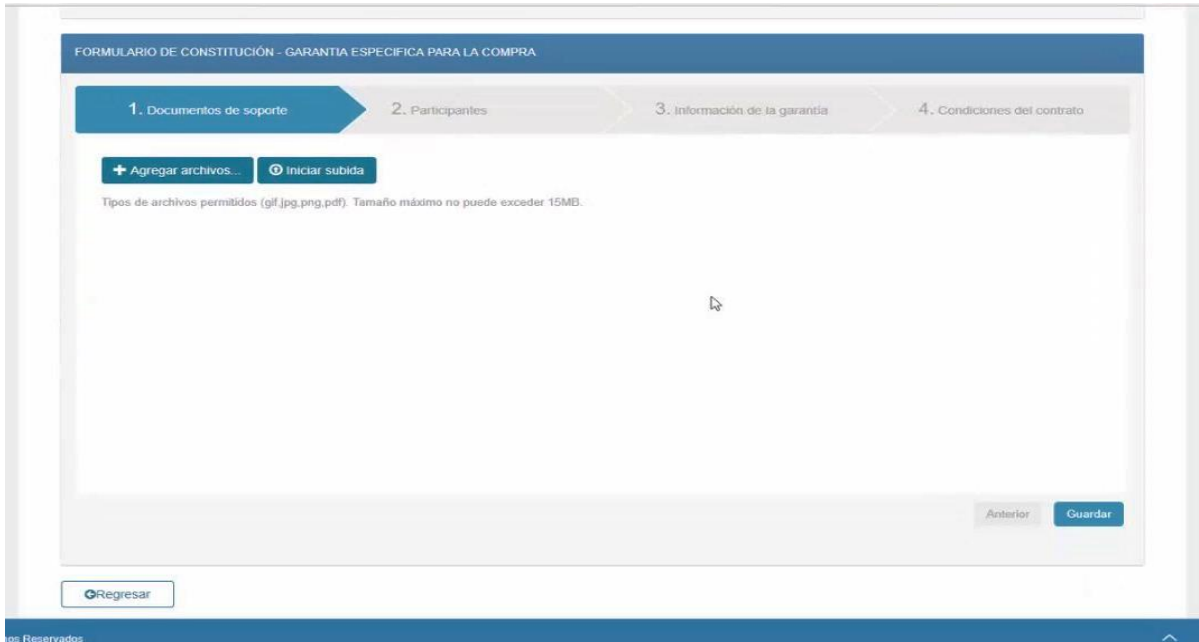 FORMULARIO DE CONSTITUCIÓN - GARANTIA ESPECIFICA PARA LA COMPRA
1. Documentos de soporte
2. Participantes
3. Información de la garantía
4. Condiciones del contrato
Agregar archivos...
Iniciar subida
Tipos de archivos permitidos (gif,jpg,png,pdf). Tamaño máximo no puede exceder 15MB.
Anterior
Guardar
Regresar
Reservados